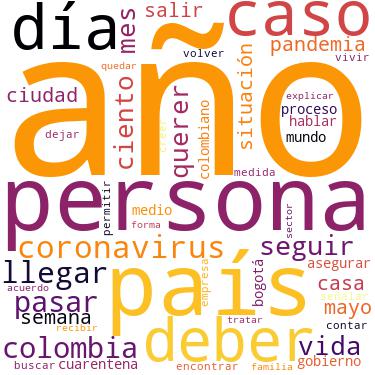 día
mes
salir
caso
volver
pandemia
quedar
vivir
año
ciudad
ciento
querer
colombiano
situación
explicar
proceso
hablar
mundo
dejar
creer
medida
persona
permitir
medio
forma
sector
coronavirus
seguir
llegar
país
bogotá
casa
asegurar
acuerdo
empresa
señalar
pasar
mayo
semana
recibir
deber
tratar
contar
colombia
vida
gobierno
buscar
cuarentena
encontrar
familia